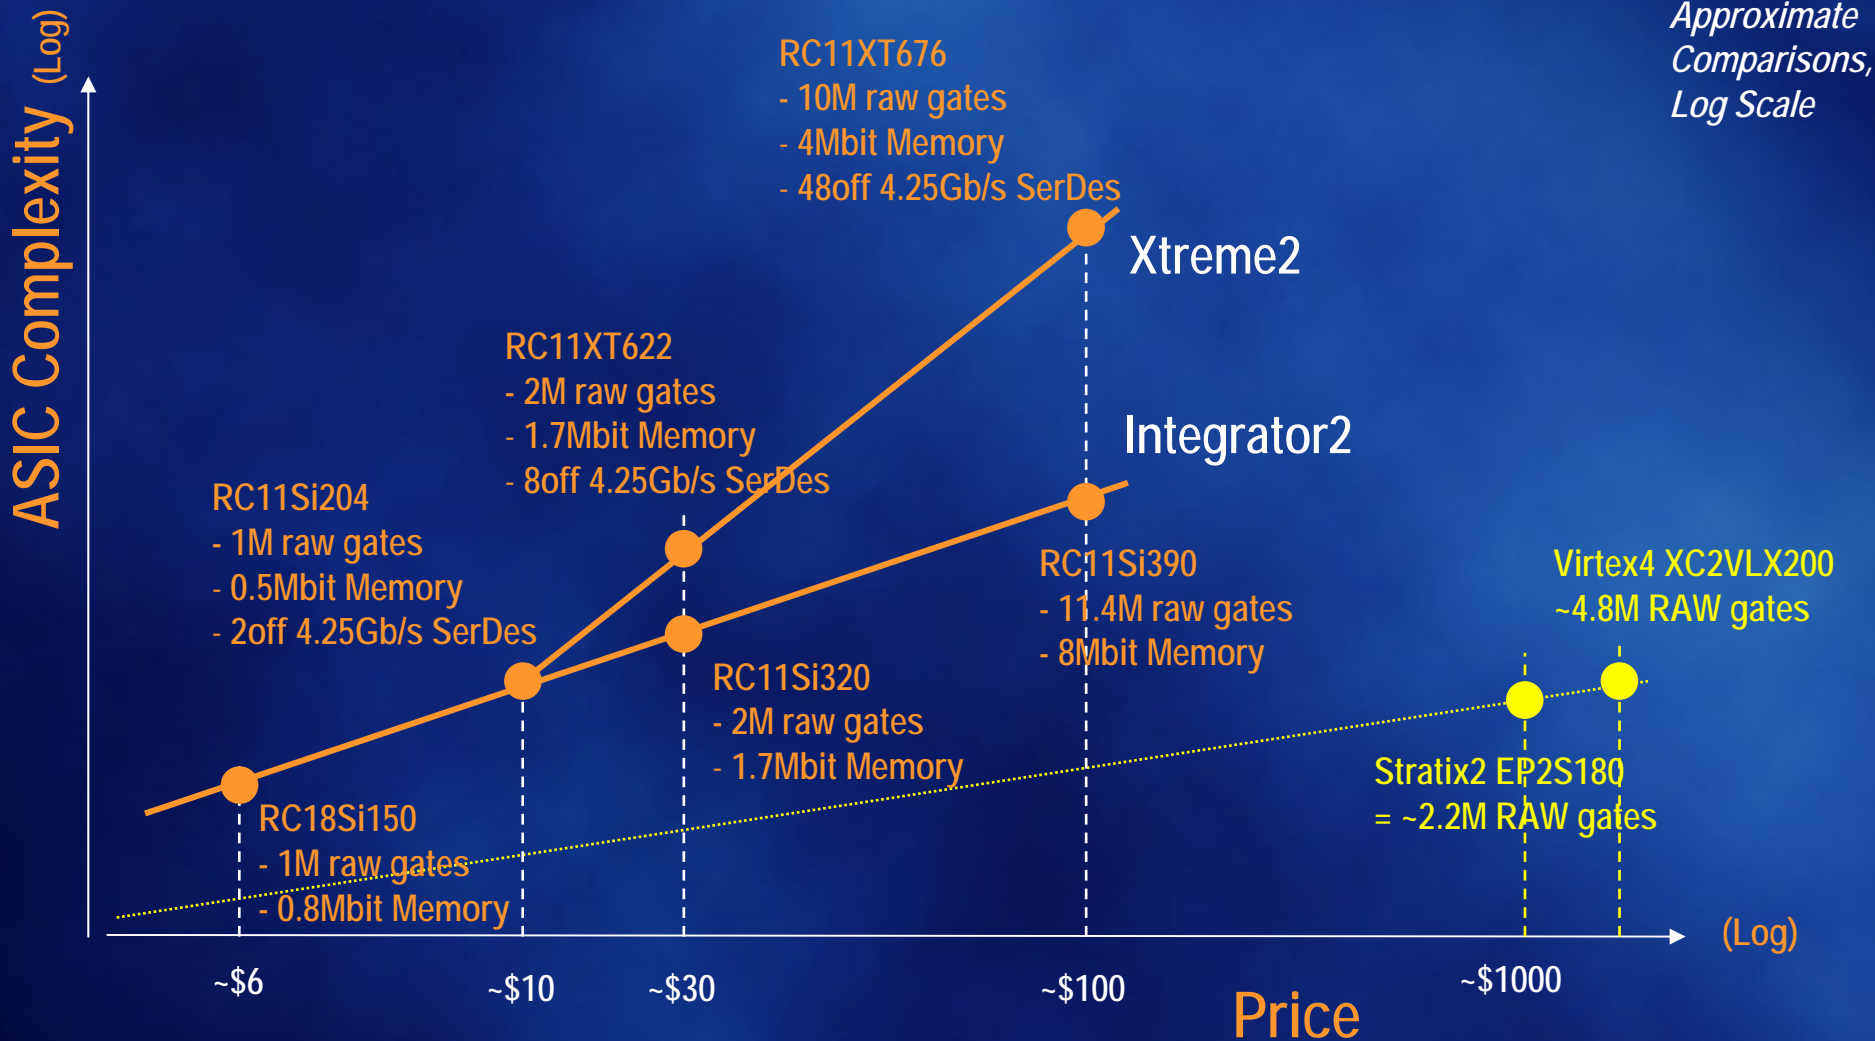 Approximate
Comparisons,
Log Scale
ASIC Complexity (Log)
RC11XT676
- 10M raw gates
- 4Mbit Memory
- 48off 4.25Gb/s SerDes
Xtreme2
RC11XT622
- 2M raw gates
- 1.7Mbit Memory
- 8off 4.25Gb/s SerDes
Integrator2
RC11Si204
- 1M raw gates
- 0.5Mbit Memory
- 2off 4.25Gb/s SerDes
RC11Si390
- 11.4M raw gates
- 8Mbit Memory
Virtex4 XC2VLX200
~4.8M RAW gates
RC11Si320
- 2M raw gates
- 1.7Mbit Memory
Stratix2 EP2S180
= ~2.2M RAW gates
RC18Si150
- 1M raw gates
- 0.8Mbit Memory
(Log)
~$6
~$10
~$30
~$100
~$1000
Price